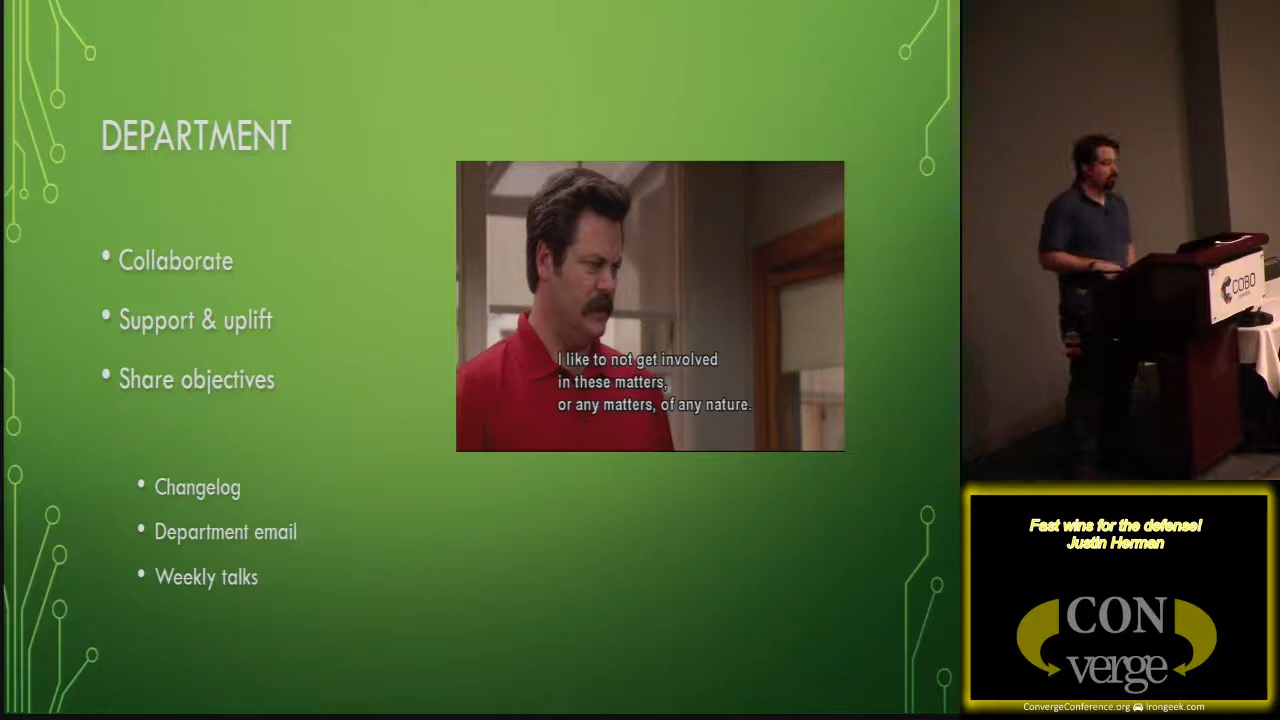 DEPARTMENT
• Collaborate
• Support & uplift
• Share objectives
• Changelog
• Department email
• Weekly talks
I like to not get involved
in these matters,
or any matters, of any nature.
COBO
Fast wins for the defense!
Justin Herman
CON
verge
ConvergeConference.org Irongeek.com